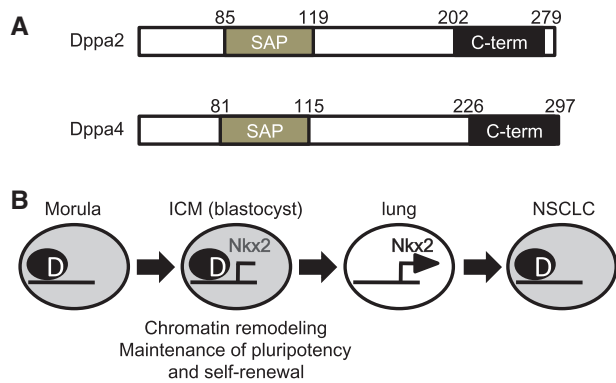 A
85 119 202 279
Dppa2 SAP C-term
81 115 226 297
Dppa4 SAP C-term
B
Morula ICM (blastocyst) lung NSCLC
D D Nkx2 Nkx2 D
Chromatin remodeling
Maintenance of pluripotency
and self-renewal